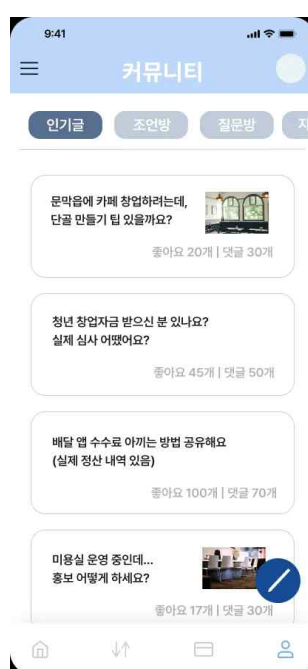 9:41
커뮤니티
인기글
조언방
질문방
문막읍에 카페 창업하려는데,
단골 만들기 팁 있을까요?
좋아요 20개 | 댓글 30개
청년 창업자금 받으신 분 있나요?
실제 심사 어땠어요?
좋아요 45개 | 댓글 50개
배달 앱 수수료 아끼는 방법 공유해요
(실제 정산 내역 있음)
좋아요 100개 | 댓글 70개
미용실 운영 중인데...
홍보 어떻게 하세요?
좋아요 17개 | 댓글 30개